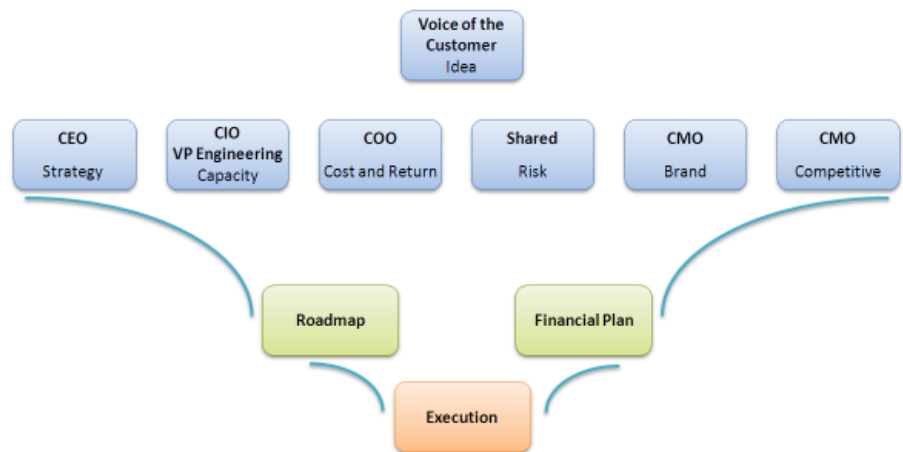 Voice of the
Customer
Idea
CEO
Strategy
CIO
VP Engineering
Capacity
COO
Cost and Return
Shared
Risk
CMO
Brand
CMO
Competitive
Roadmap
Financial Plan
Execution